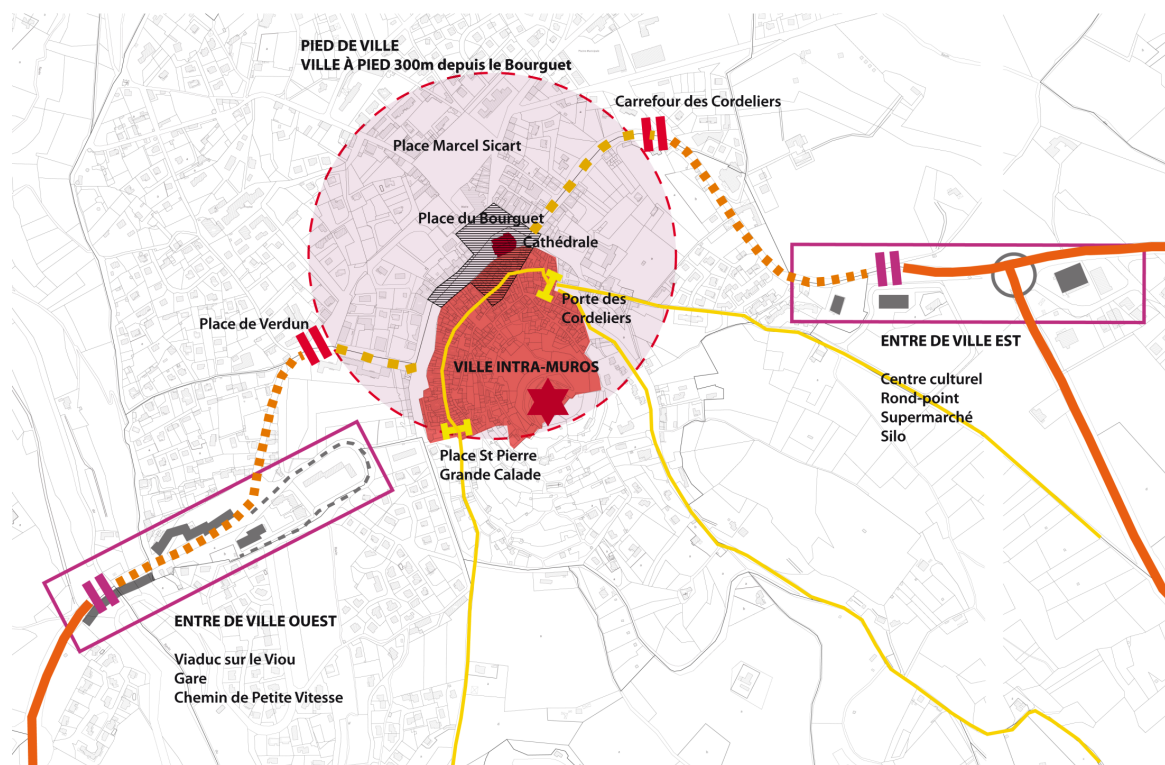 PIED DE VILLE
VILLE À PIED 300m depuis le Bourguet
Carrefour des Cordeliers
Place Marcel Sicart
Place du Bourguet
Cathédrale
Porte des
Cordeliers
Place de Verdun
VILLE INTRA-MUROS
ENTRE DE VILLE EST
Centre culturel
Rond-point
Supermarché
Silo
Place St Pierre
Grande Calade
ENTRE DE VILLE OUEST
Viaduc sur le Viou
Gare
Chemin de Petite Vitesse